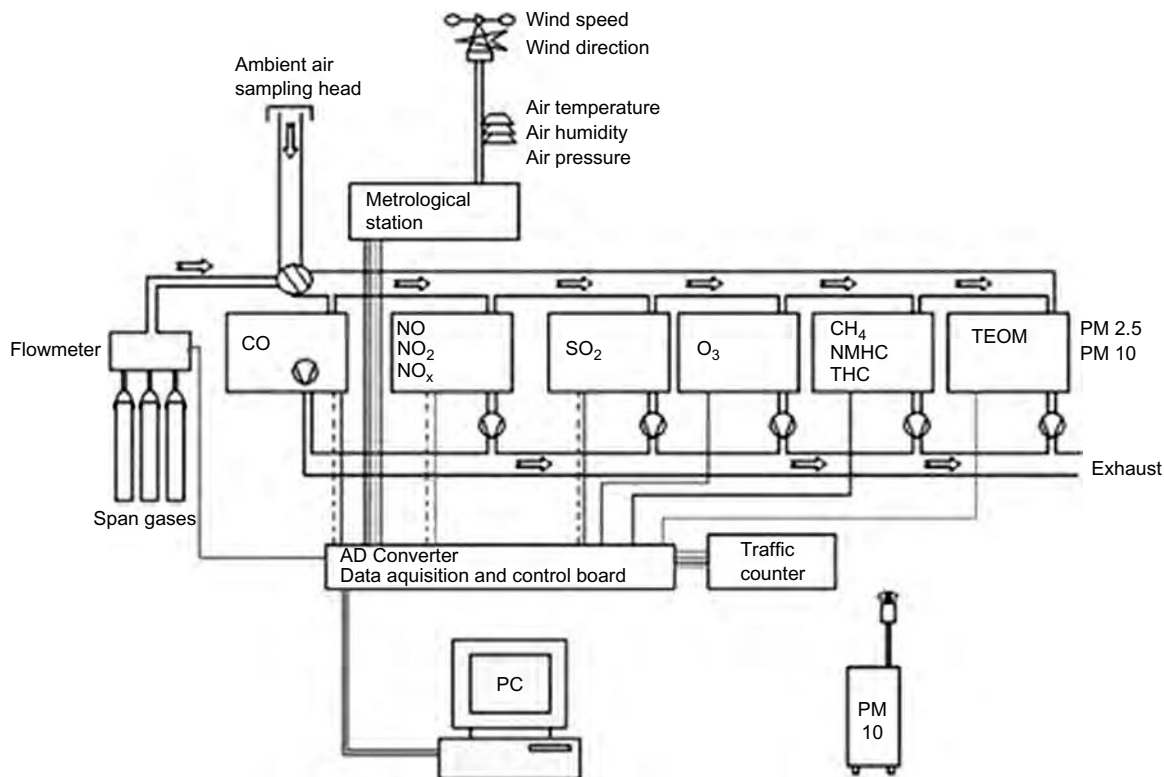 Wind speed
Wind direction
Ambient air
sampling head
Air temperature
Air humidity
Air pressure
Metrological
station
Flowmeter
CO
NO
NO₂
NOₓ
SO₂
O₃
CH₄
NMHC
THC
TEOM
PM 2.5
PM 10
Exhaust
Span gases
AD Converter
Data aquisition and control board
Traffic
counter
PC
PM
10